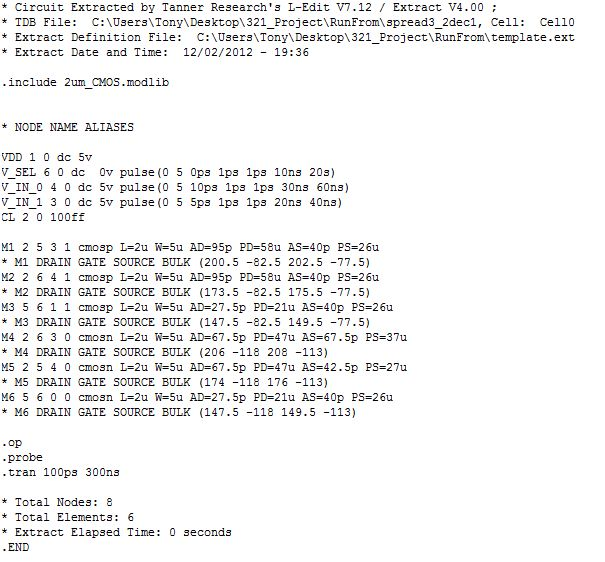 * Circuit Extracted by Tanner Research's L-Edit V7.12 / Extract V4.00 ;
* TDB File:  C:\Users\Tony\Desktop\321_Project\RunFrom\spread3_2dec1, Cell:  Cell0
* Extract Definition File:  C:\Users\Tony\Desktop\321_Project\RunFrom\template.ext
* Extract Date and Time:  12/02/2012 - 19:36
.include 2um_CMOS.modlib
* NODE NAME ALIASES
VDD 1 0 dc 5v
V_SEL 6 0 dc  0v pulse(0 5 0ps 1ps 1ps 10ns 20s)
V_IN_0 4 0 dc 5v pulse(0 5 10ps 1ps 1ps 30ns 60ns)
V_IN_1 3 0 dc 5v pulse(0 5 5ps 1ps 1ps 20ns 40ns)
CL 2 0 100ff
M1 2 5 3 1 cmosp L=2u W=5u AD=95p PD=58u AS=40p PS=26u
* M1 DRAIN GATE SOURCE BULK (200.5 -82.5 202.5 -77.5)
M2 2 6 4 1 cmosp L=2u W=5u AD=95p PD=58u AS=40p PS=26u
* M2 DRAIN GATE SOURCE BULK (173.5 -82.5 175.5 -77.5)
M3 5 6 1 1 cmosp L=2u W=5u AD=27.5p PD=21u AS=40p PS=26u
* M3 DRAIN GATE SOURCE BULK (147.5 -82.5 149.5 -77.5)
M4 2 6 3 0 cmosn L=2u W=5u AD=67.5p PD=47u AS=67.5p PS=37u
* M4 DRAIN GATE SOURCE BULK (206 -118 208 -113)
M5 2 5 4 0 cmosn L=2u W=5u AD=67.5p PD=47u AS=42.5p PS=27u
* M5 DRAIN GATE SOURCE BULK (174 -118 176 -113)
M6 5 6 0 0 cmosn L=2u W=5u AD=27.5p PD=21u AS=40p PS=26u
* M6 DRAIN GATE SOURCE BULK (147.5 -118 149.5 -113)
.op
.probe
.tran 100ps 300ns
* Total Nodes: 8
* Total Elements: 6
* Extract Elapsed Time: 0 seconds
.END